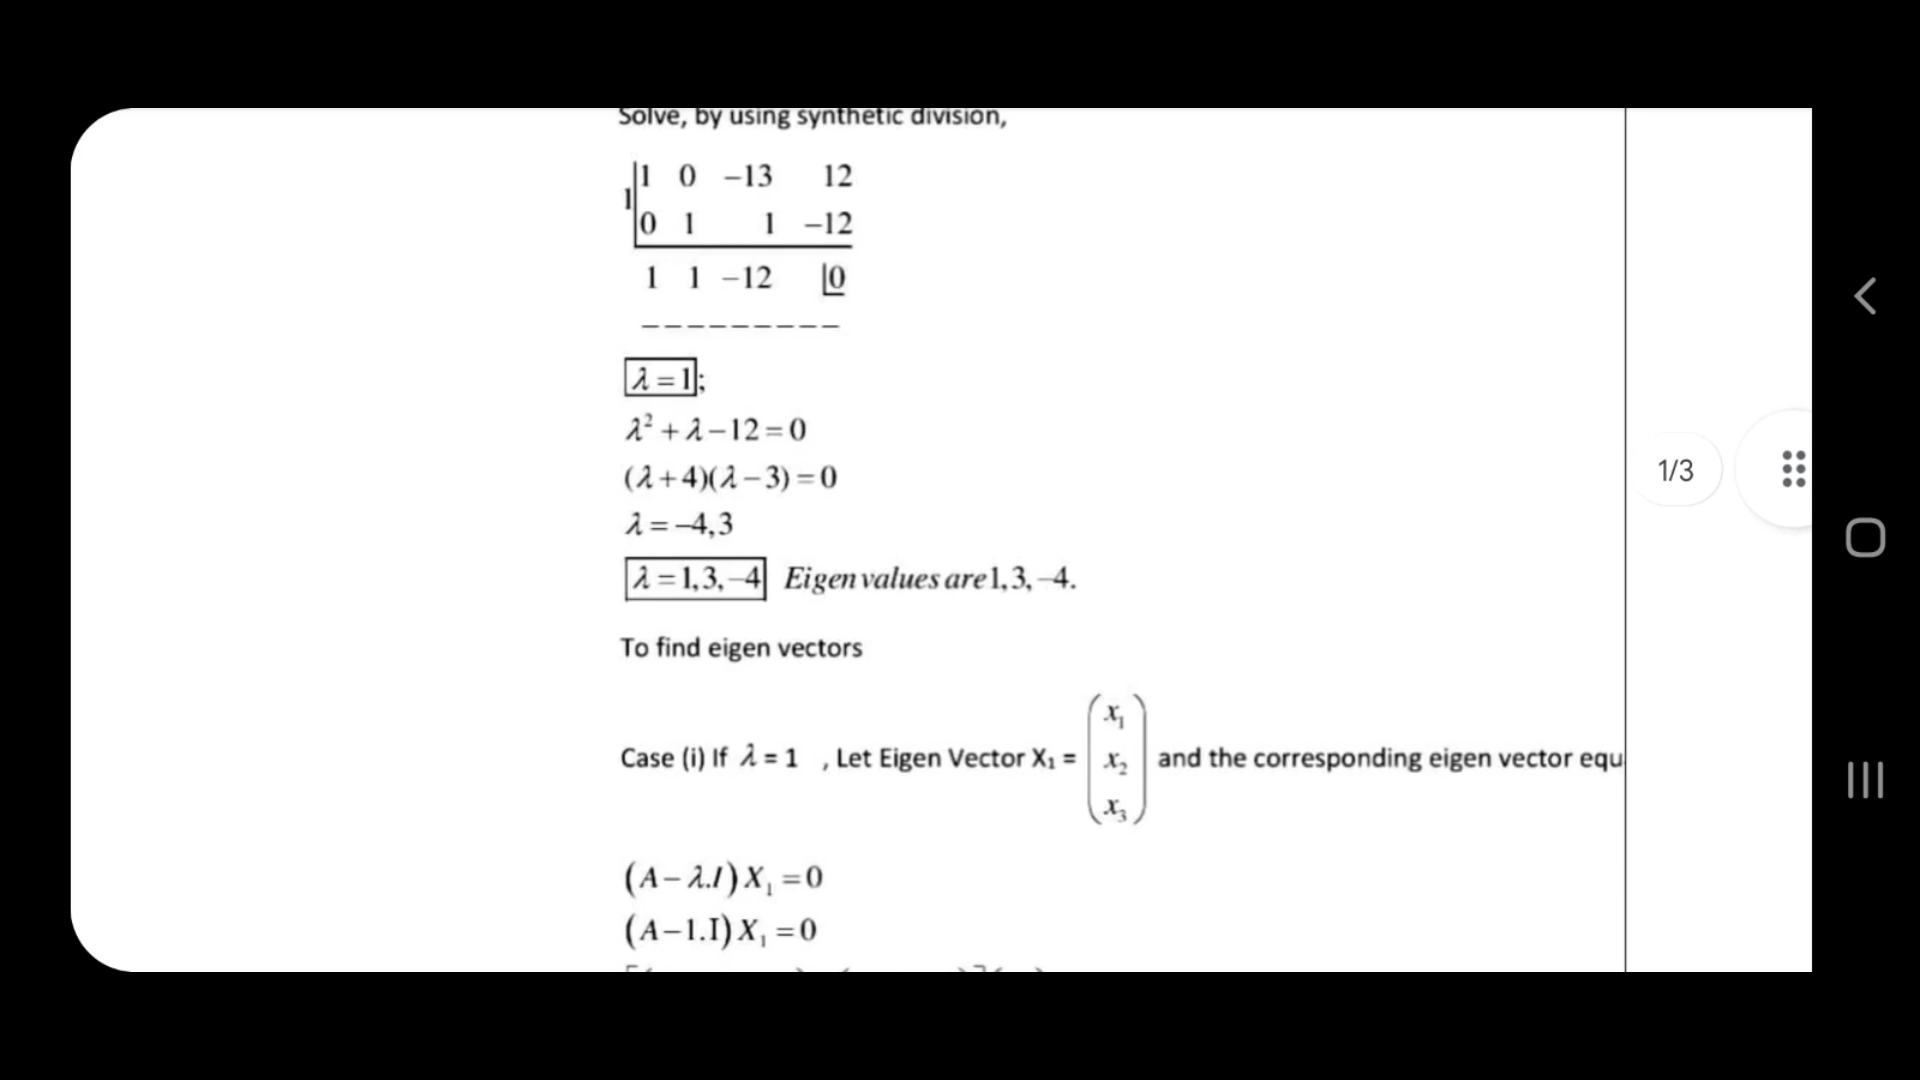 Solve, by using synthetic division,
1 | 1 0 −13 12
0 1 1 −12
1 1 −12 |0
− − − − − − − − −
λ = 1;
λ² + λ − 12 = 0
(λ + 4)(λ − 3) = 0
λ = −4,3
λ = 1,3,−4 Eigen values are 1,3,−4.
To find eigen vectors
Case (i) If λ = 1 , Let Eigen Vector X₁ = (x₁ x₂ x₃) and the corresponding eigen vector equ
(A − λ.I) X₁ = 0
(A − 1.I) X₁ = 0
1/3